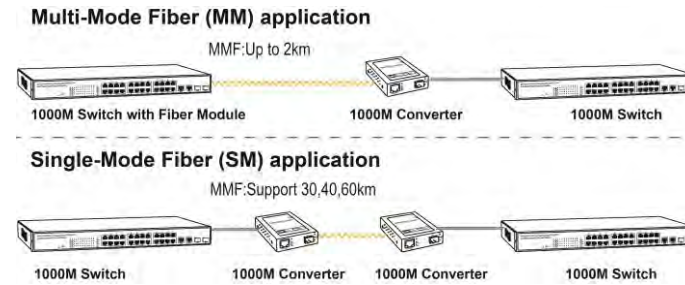 Multi-Mode Fiber (MM) application
MMF:Up to 2km
1000M Switch with Fiber Module
1000M Converter
1000M Switch
Single-Mode Fiber (SM) application
MMF:Support 30,40,60km
1000M Switch
1000M Converter
1000M Converter
1000M Switch